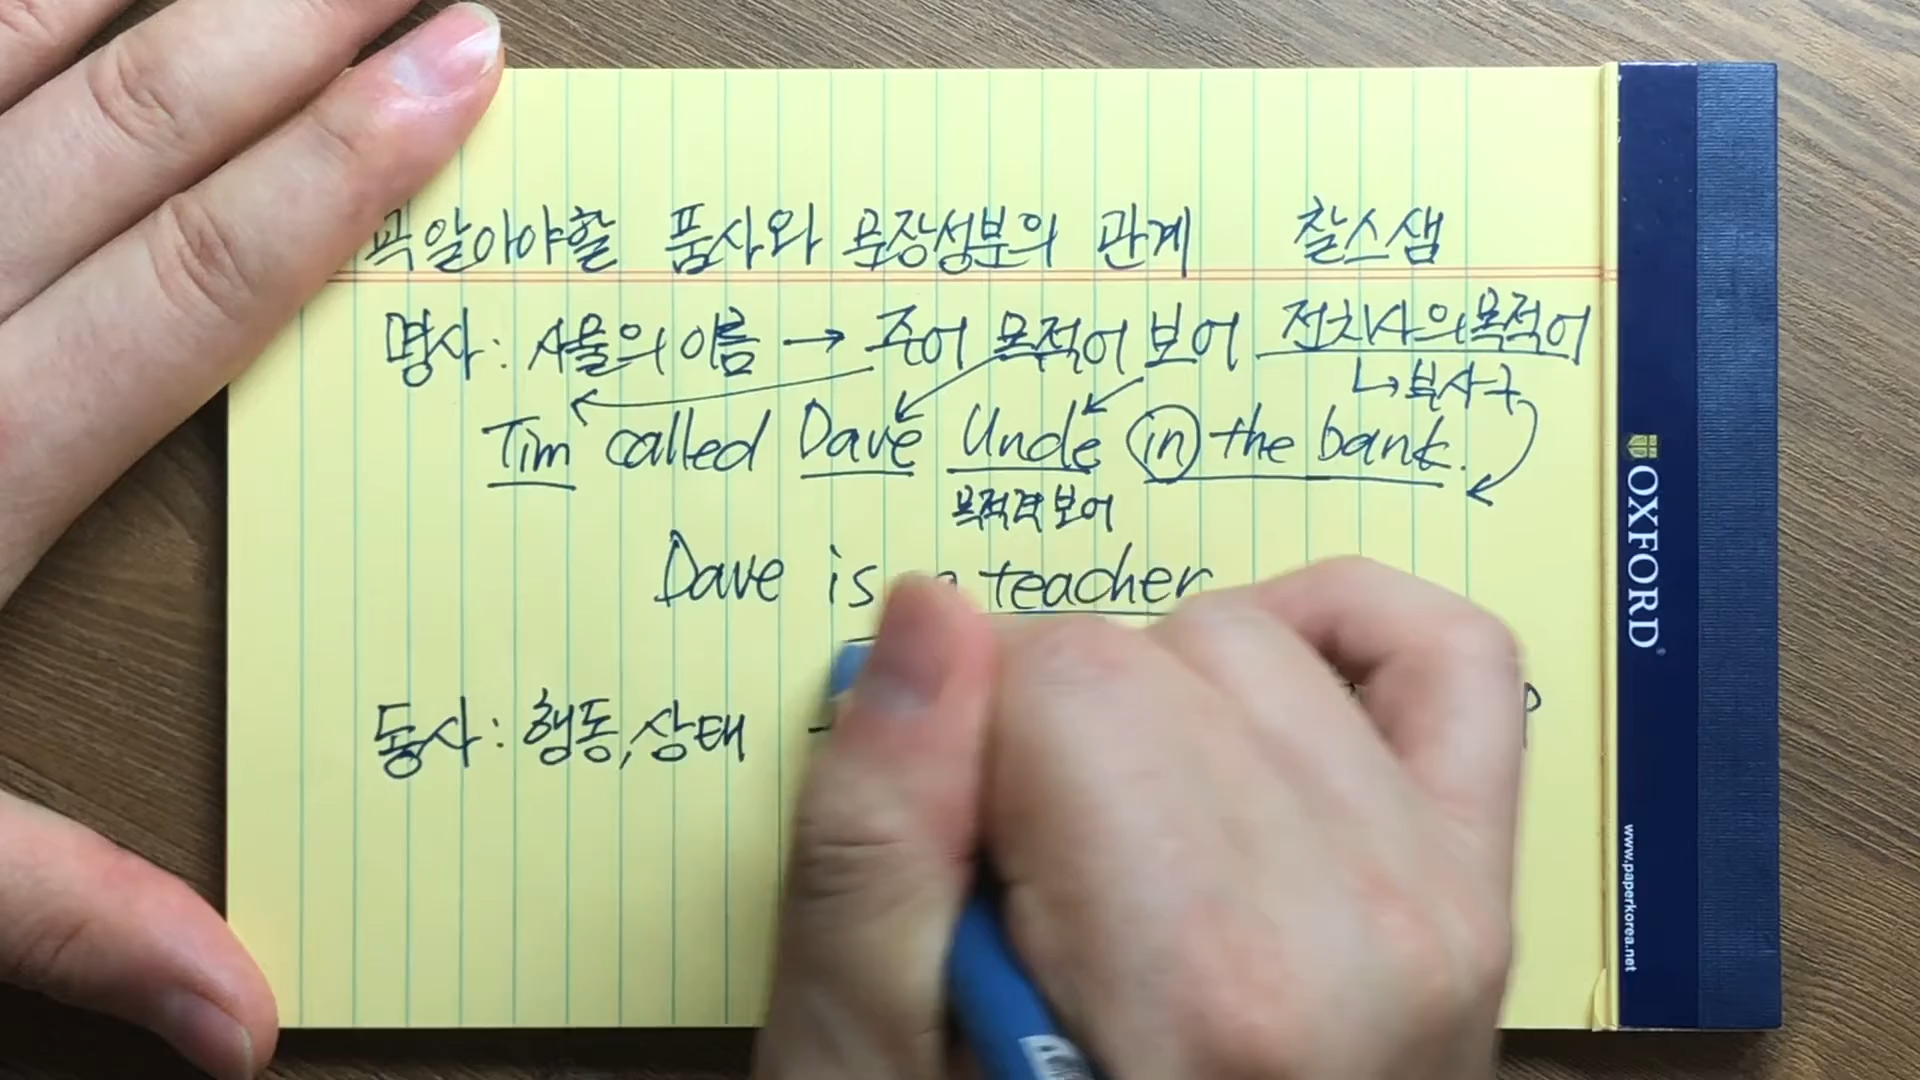 꼭알아야할 품사와 문장성분의 관계 찰스샘
명사: 사물의 이름 → 주어 목적어 보어 전치사의목적어
↳부사구
Tim called Dave Uncle in the bank.
목적격 보어
Dave is teacher
동사: 행동, 상태
OXFORD
www.paperkorea.net